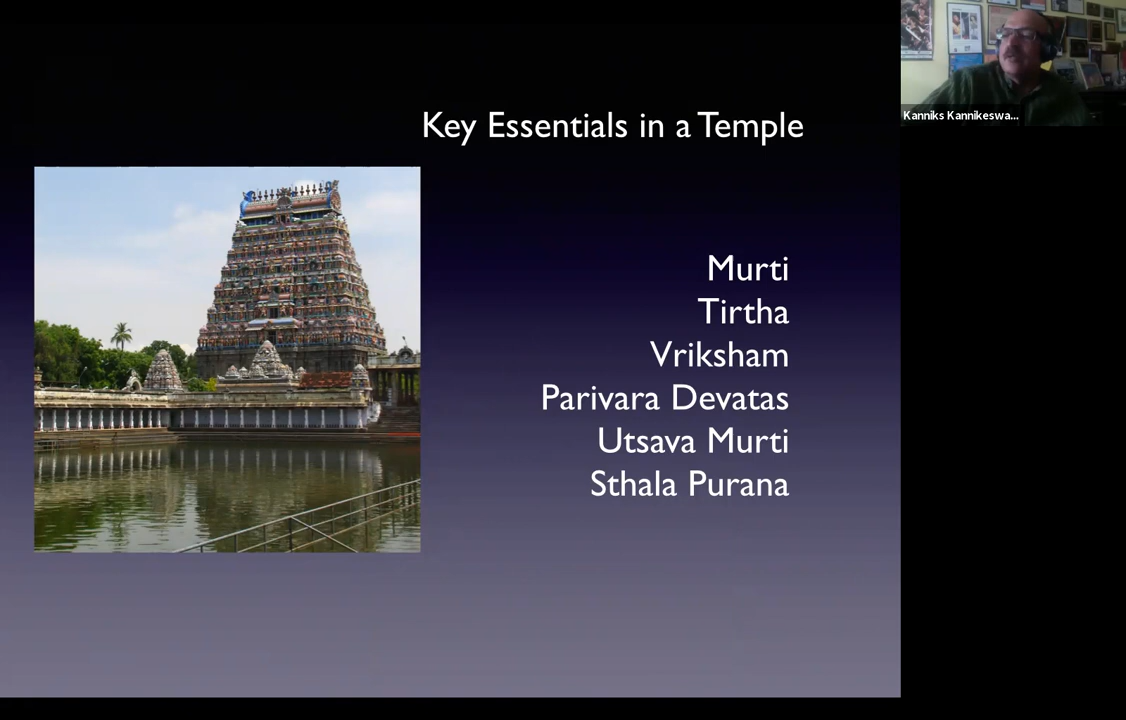 Kanniks Kannikeswa...
Key Essentials in a Temple
Murti
Tirtha
Vriksham
Parivara Devatas
Utsava Murti
Sthala Purana